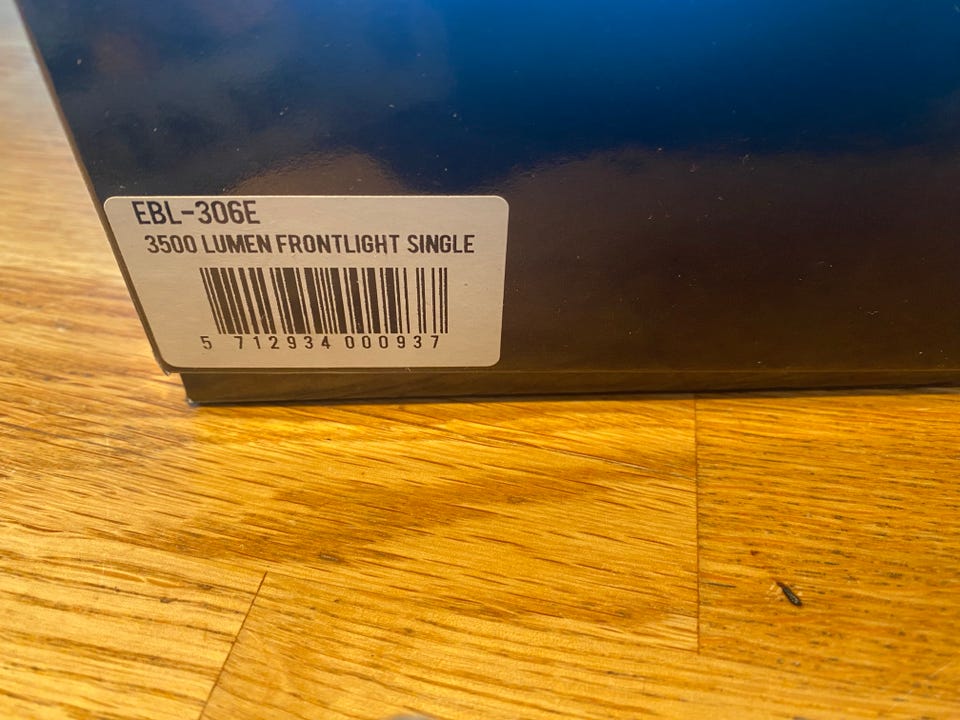 EBL-306E
3500 LUMEN FRONTLIGHT SINGLE
5 712934 000937